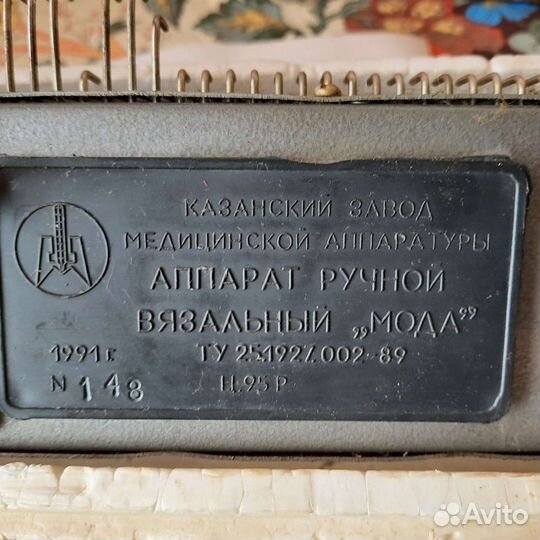 КАЗАНСКИЙ ЗАВОД
МЕДИЦИНСКОЙ АППАРАТУРЫ
АППАРАТ РУЧНОЙ
ВЯЗАЛЬНЫЙ „МОДА”
1991 г. ТУ 25.1927.002-89
N 148 Ц.95 Р
Avito